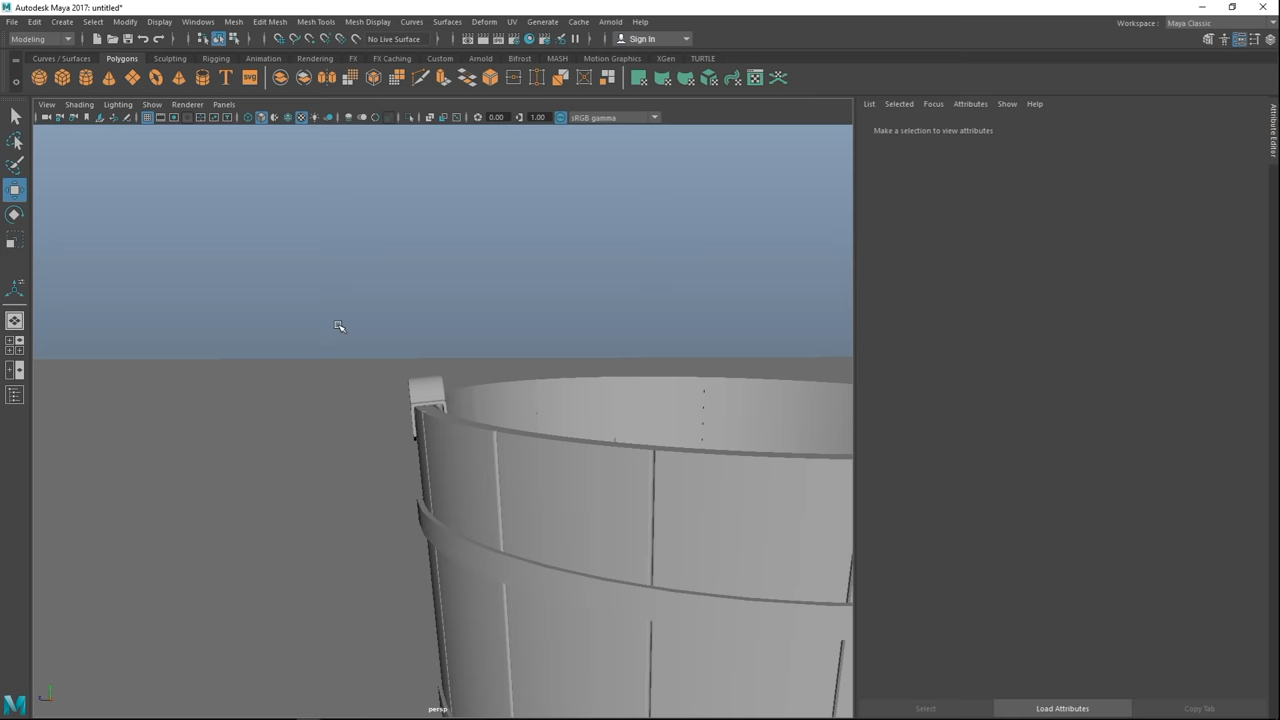 Autodesk Maya 2017: untitled*
File Edit Create Select Modify Display Windows Mesh Edit Mesh Mesh Tools Mesh Display Curves Surfaces Deform UV Generate Cache Arnold Help
Workspace : Maya Classic
Modeling No Live Surface Sign In
Curves / Surfaces Polygons Sculpting Rigging Animation Rendering FX FX Caching Custom Arnold Bifrost MASH Motion Graphics XGen TURTLE
T SVG
View Shading Lighting Show Renderer Panels
List Selected Focus Attributes Show Help
0.00 1.00 sRGB gamma
Make a selection to view attributes
Attribute Editor
persp
Select Load Attributes Copy Tab